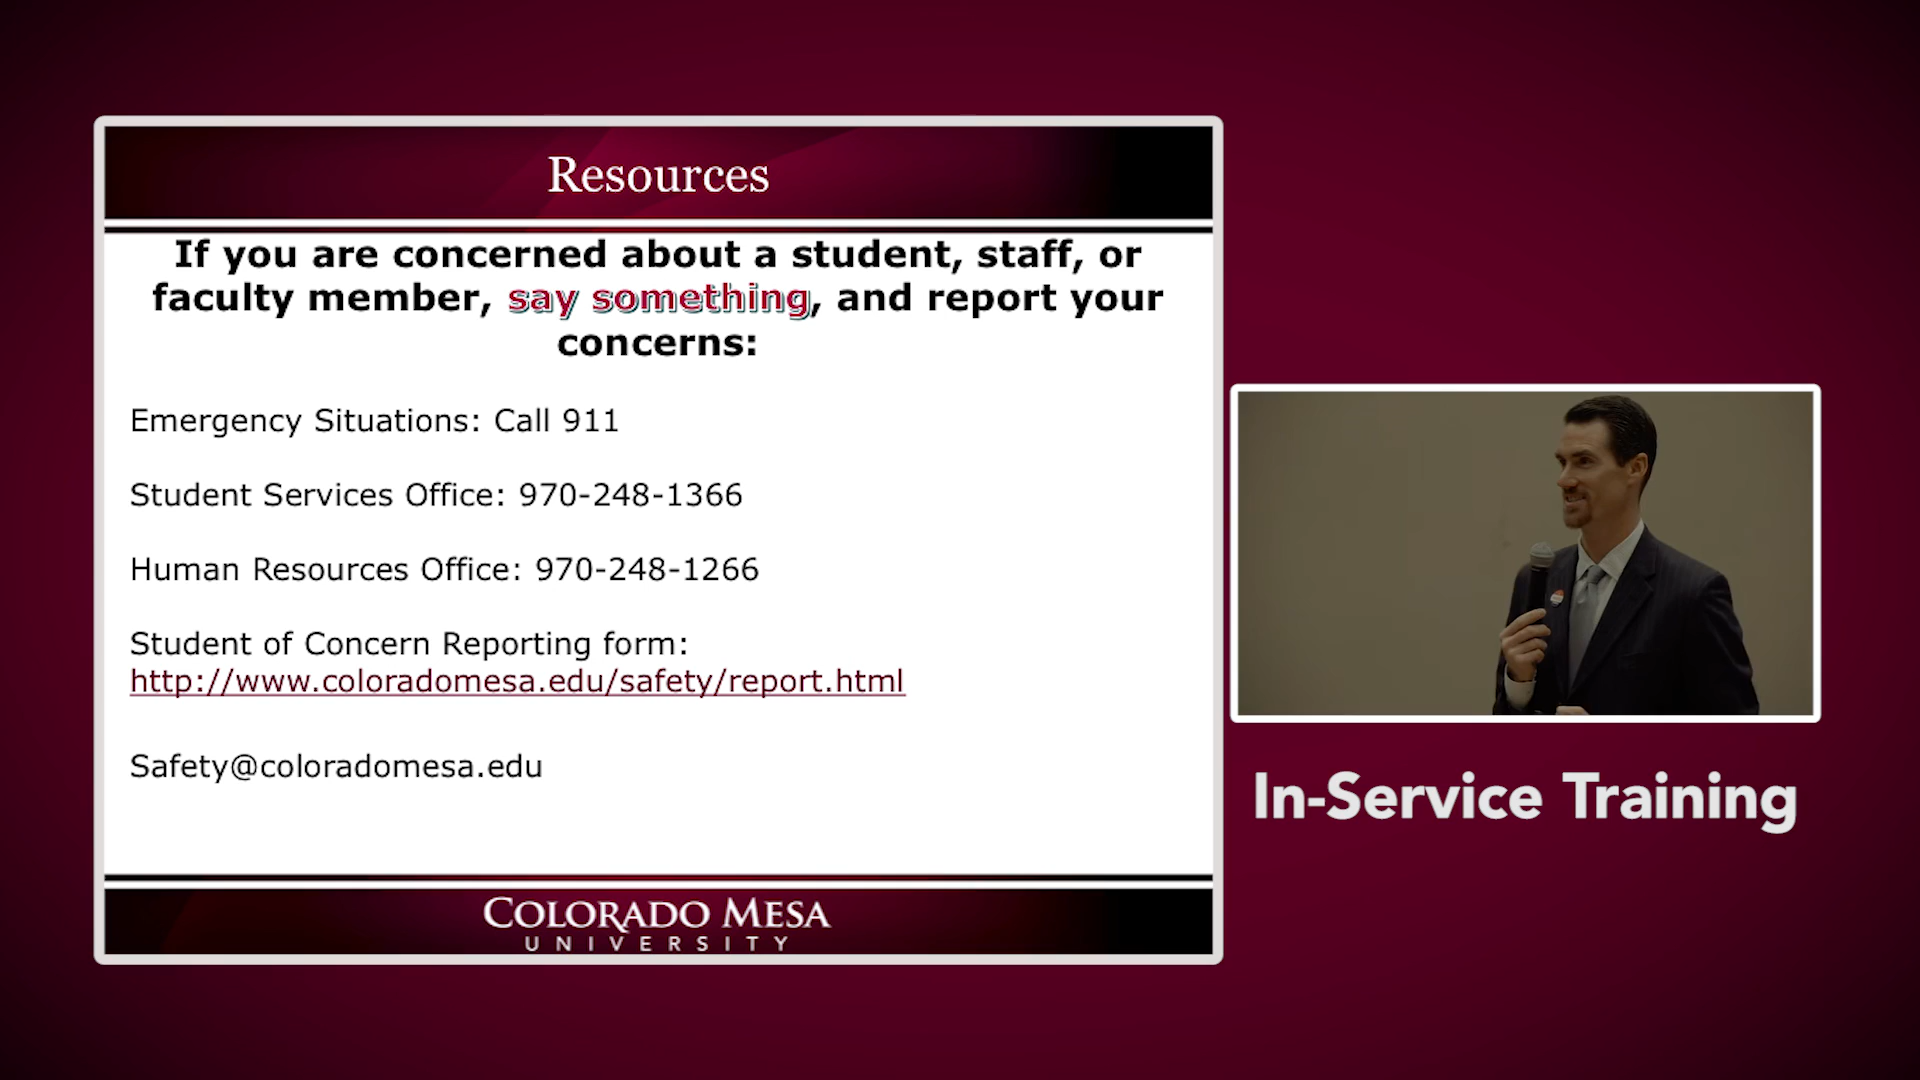 Resources
If you are concerned about a student, staff, or
faculty member, say something, and report your
concerns:
Emergency Situations: Call 911
Student Services Office: 970-248-1366
Human Resources Office: 970-248-1266
Student of Concern Reporting form:
http://www.coloradomesa.edu/safety/report.html
Safety@coloradomesa.edu
COLORADO MESA
UNIVERSITY
In-Service Training